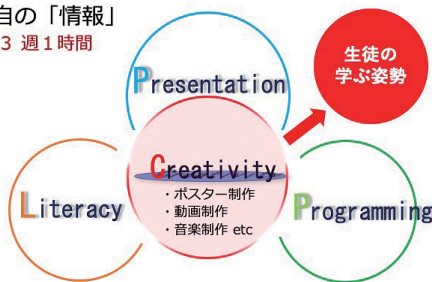 自の「情報」
3 週1時間
Presentation
生徒の
学ぶ姿勢
Creativity
・ポスター制作
・動画制作
・音楽制作 etc
Literacy
Programming